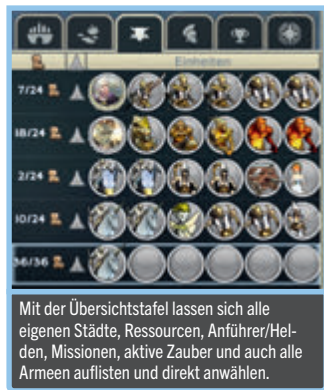 Einheiten
7/24
18/24
2/24
10/24
36/36
Mit der Übersichtstafel lassen sich alle
eigenen Städte, Ressourcen, Anführer/Hel-
den, Missionen, aktive Zauber und auch alle
Armeen auflisten und direkt anwählen.